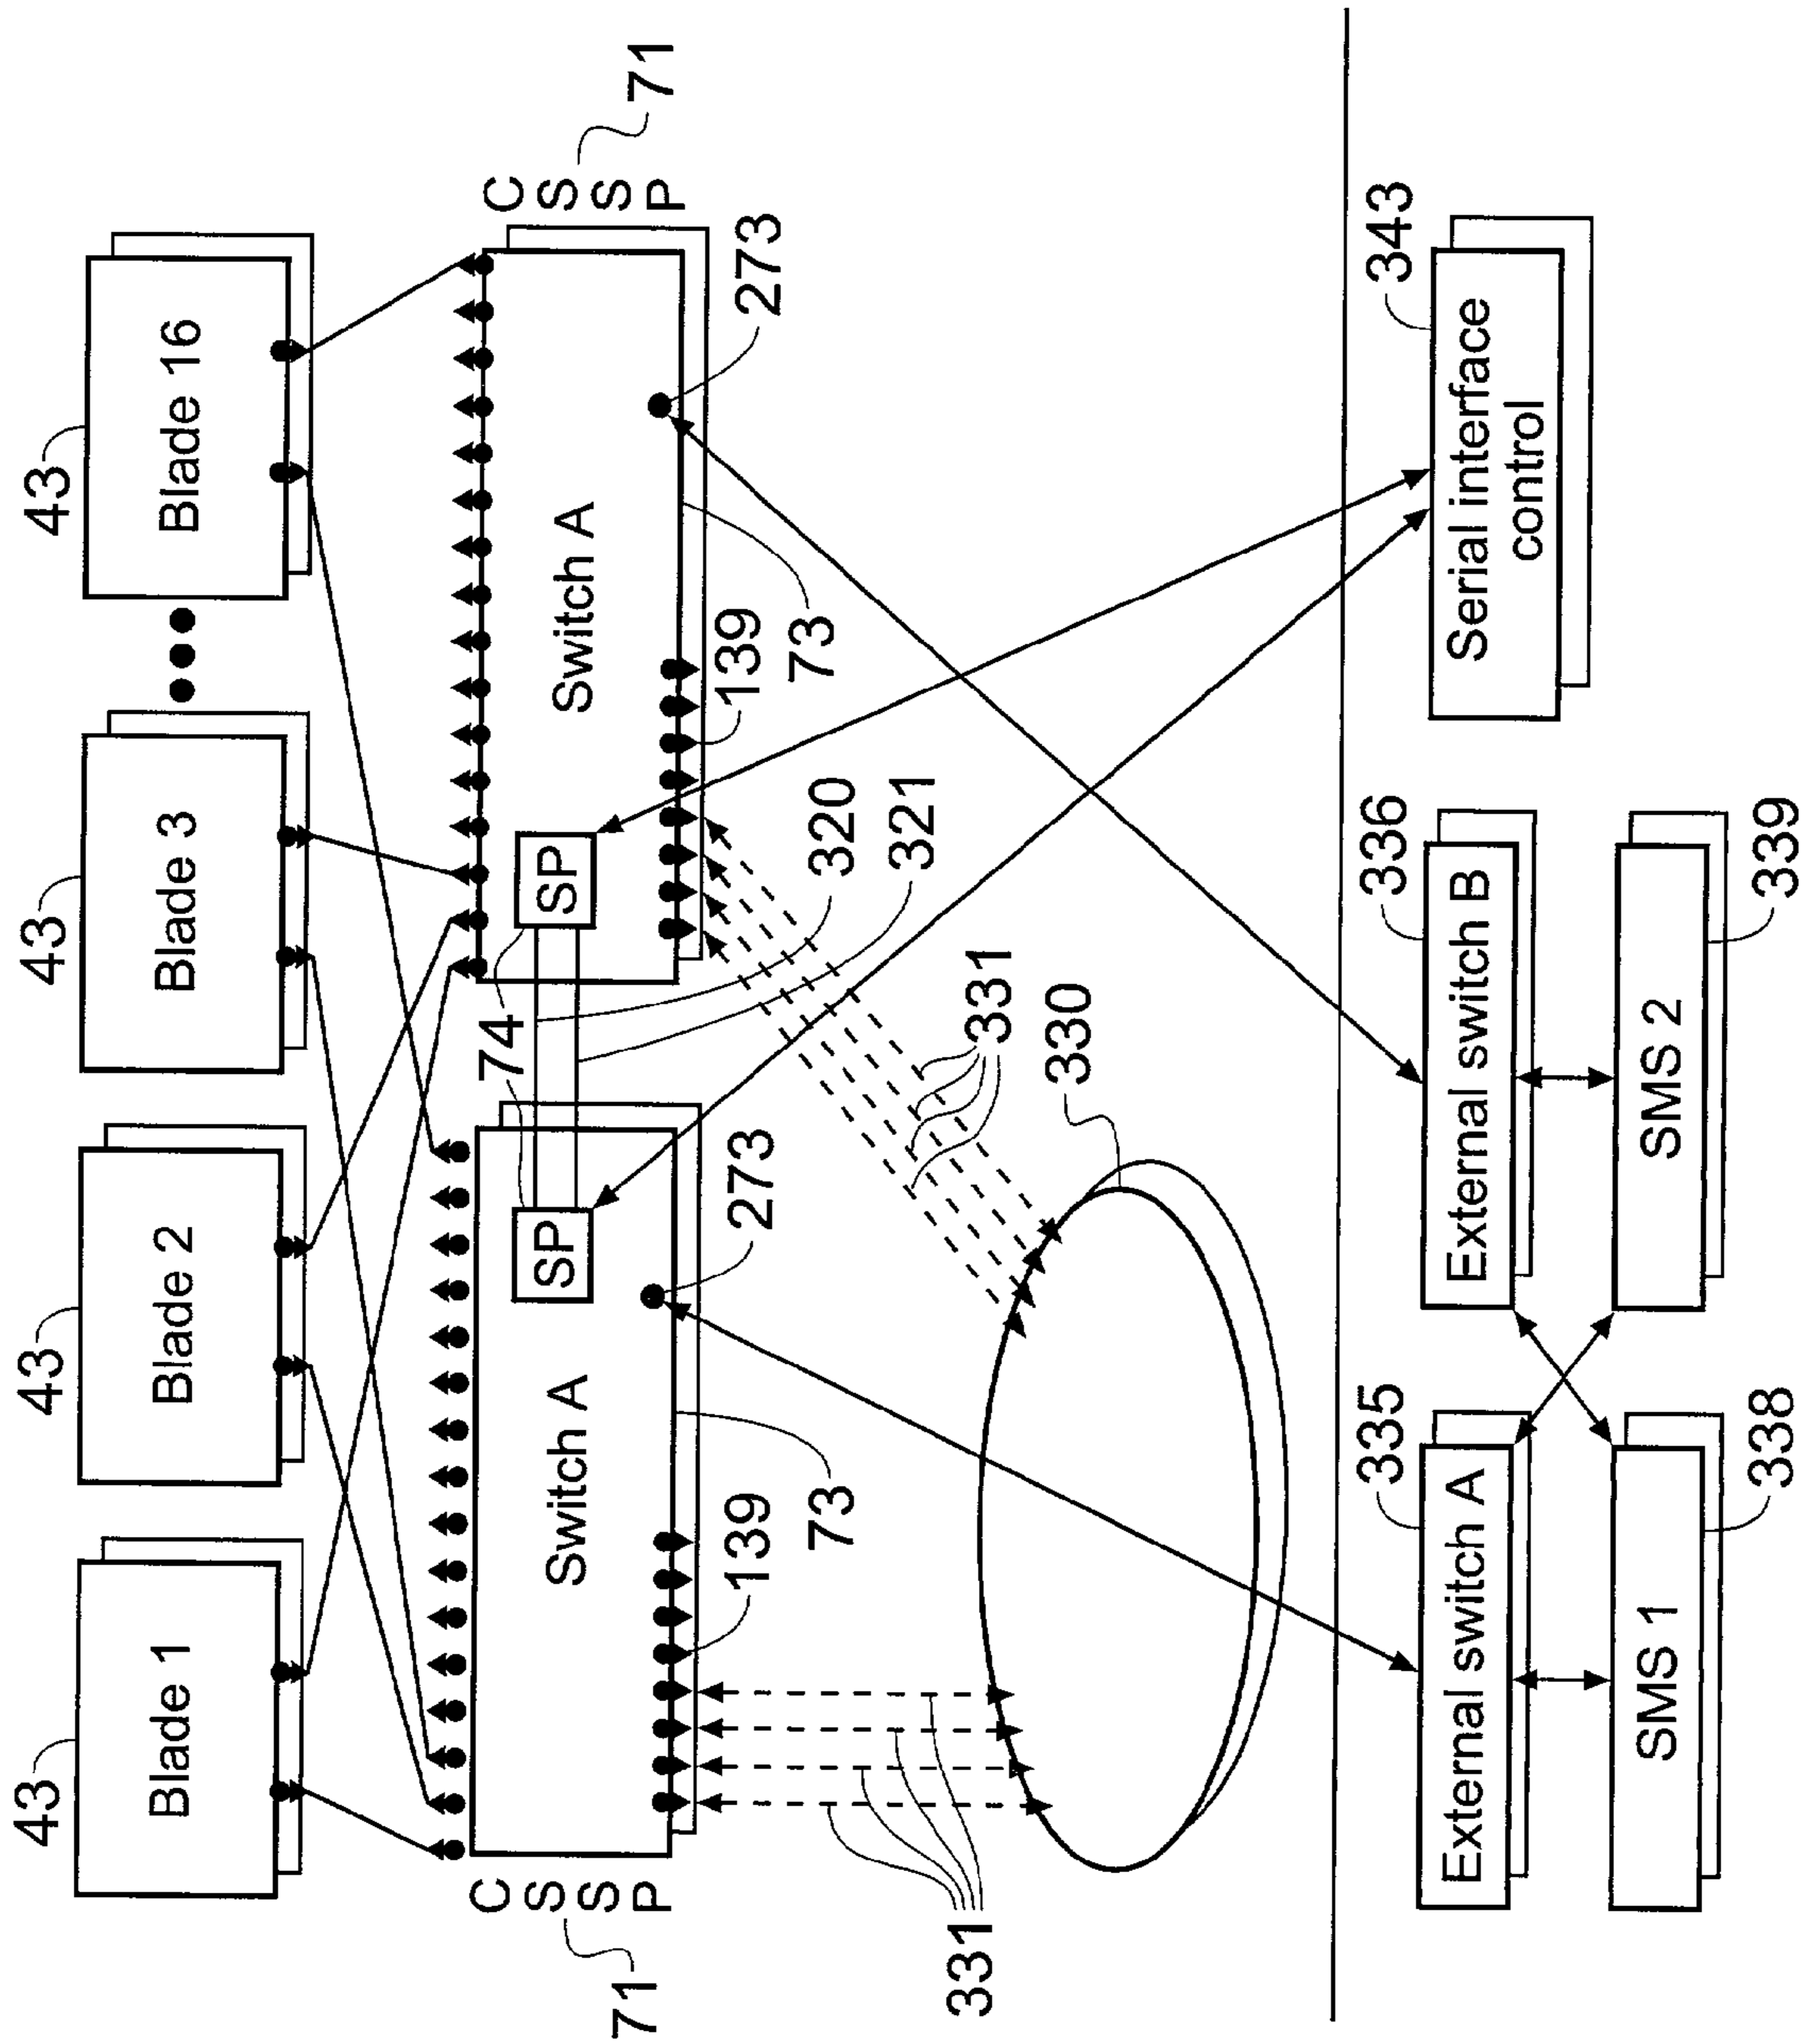 43
43
43
43
Blade 1
Blade 2
Blade 3
Blade 16
C
S
S
P
71
Switch A
SP
74
SP
Switch A
C
S
S
P
71
139
73
273
320
321
139
73
273
331
331
330
335
336
343
External switch A
External switch B
Serial interface
control
SMS 1
SMS 2
338
339